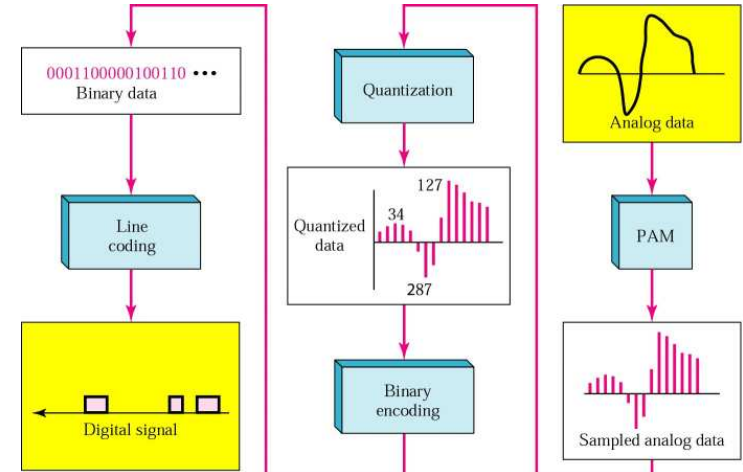 0001100000100110 •••
Binary data
Line
coding
Digital signal
Quantization
127
34
Quantized
data
287
Binary
encoding
Analog data
PAM
Sampled analog data